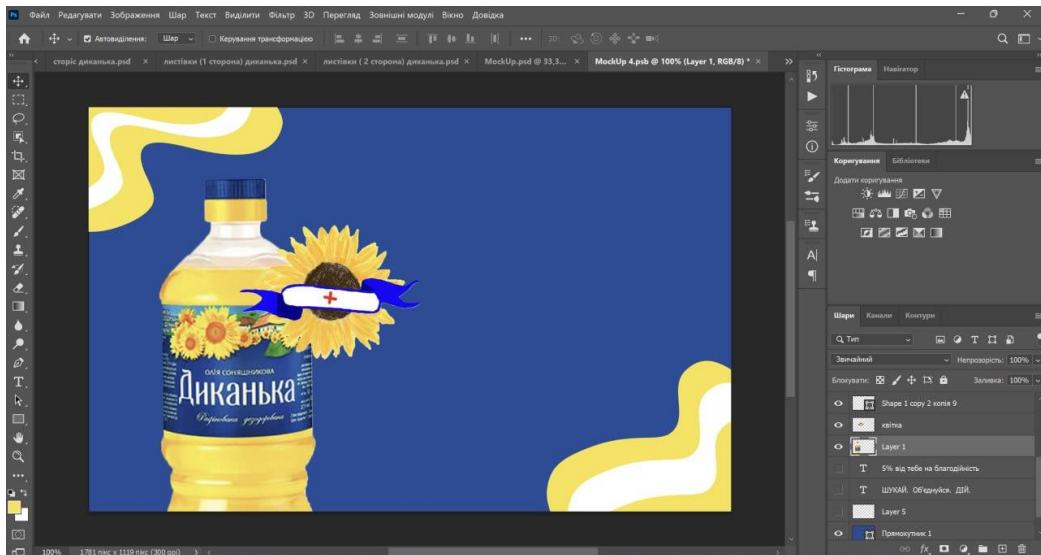 Ps Файл Редагувати Зображення Шар Текст Виділити Фільтр 3D Перегляд Зовнішні модулі Вікно Довідка
Автовиділення: Шар Керування трансформацією 3D:
сторіс диканька.psd × листівки (1 сторона) диканька.psd × листівки ( 2 сторона) диканька.psd × MockUp.psd @ 33,3... × MockUp 4.psb @ 100% (Layer 1, RGB/8) * ×
Гістограма Навігатор
Коригування Бібліотеки
Додати коригування
ОЛІЯ СОНЯШНИКОВА
Диканька
Рафінована дезодорована
Шари Канали Контури
Тип
Звичайний Непрозорість: 100%
Блокувати: Заливка: 100%
Shape 1 copy 2 копія 9
квітка
Layer 1
T 5% від тебе на благодійність
T ШУКАЙ. Об'єднуйся. ДІЙ.
Layer 5
Прямокутник 1
100% 1781 пікс x 1119 пікс (300 ppi)